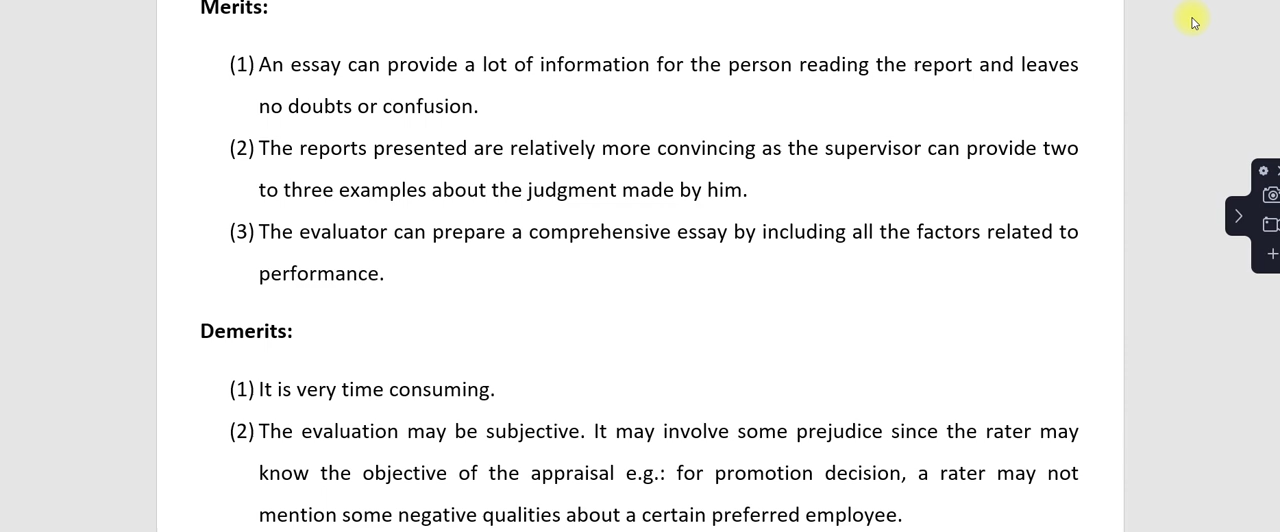 Merits:
(1) An essay can provide a lot of information for the person reading the report and leaves
no doubts or confusion.
(2) The reports presented are relatively more convincing as the supervisor can provide two
to three examples about the judgment made by him.
(3) The evaluator can prepare a comprehensive essay by including all the factors related to
performance.
Demerits:
(1) It is very time consuming.
(2) The evaluation may be subjective. It may involve some prejudice since the rater may
know the objective of the appraisal e.g.: for promotion decision, a rater may not
mention some negative qualities about a certain preferred employee.